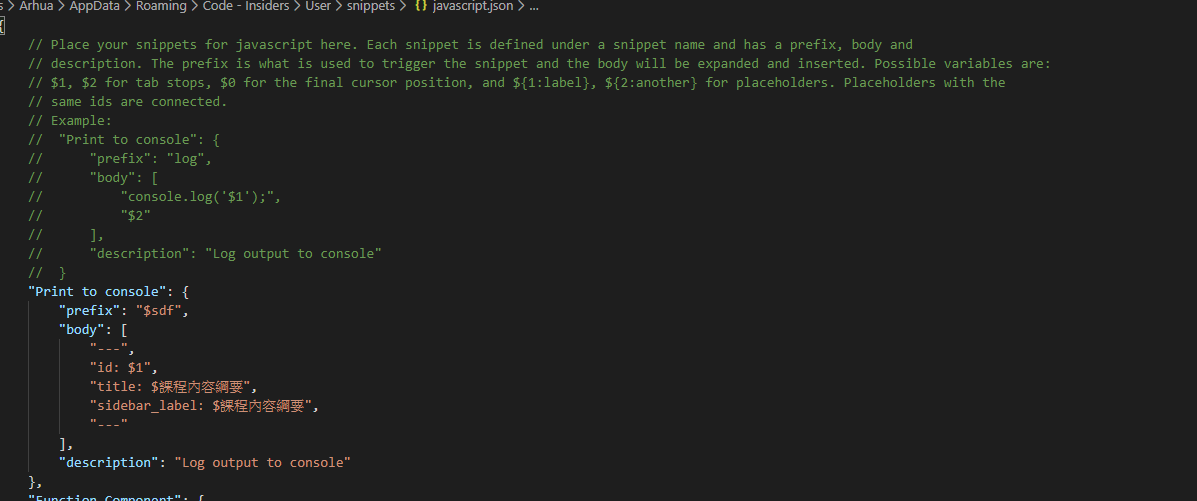 s > Arhua > AppData > Roaming > Code - Insiders > User > snippets > {} javascript.json > ...
{
// Place your snippets for javascript here. Each snippet is defined under a snippet name and has a prefix, body and
// description. The prefix is what is used to trigger the snippet and the body will be expanded and inserted. Possible variables are:
// $1, $2 for tab stops, $0 for the final cursor position, and ${1:label}, ${2:another} for placeholders. Placeholders with the
// same ids are connected.
// Example:
//  "Print to console": {
//      "prefix": "log",
//      "body": [
//          "console.log('$1');",
//          "$2"
//      ],
//      "description": "Log output to console"
//  }
"Print to console": {
    "prefix": "$sdf",
    "body": [
        "---",
        "id: $1",
        "title: $課程內容綱要",
        "sidebar_label: $課程內容綱要",
        "---"
    ],
    "description": "Log output to console"
},
"Function Component": {